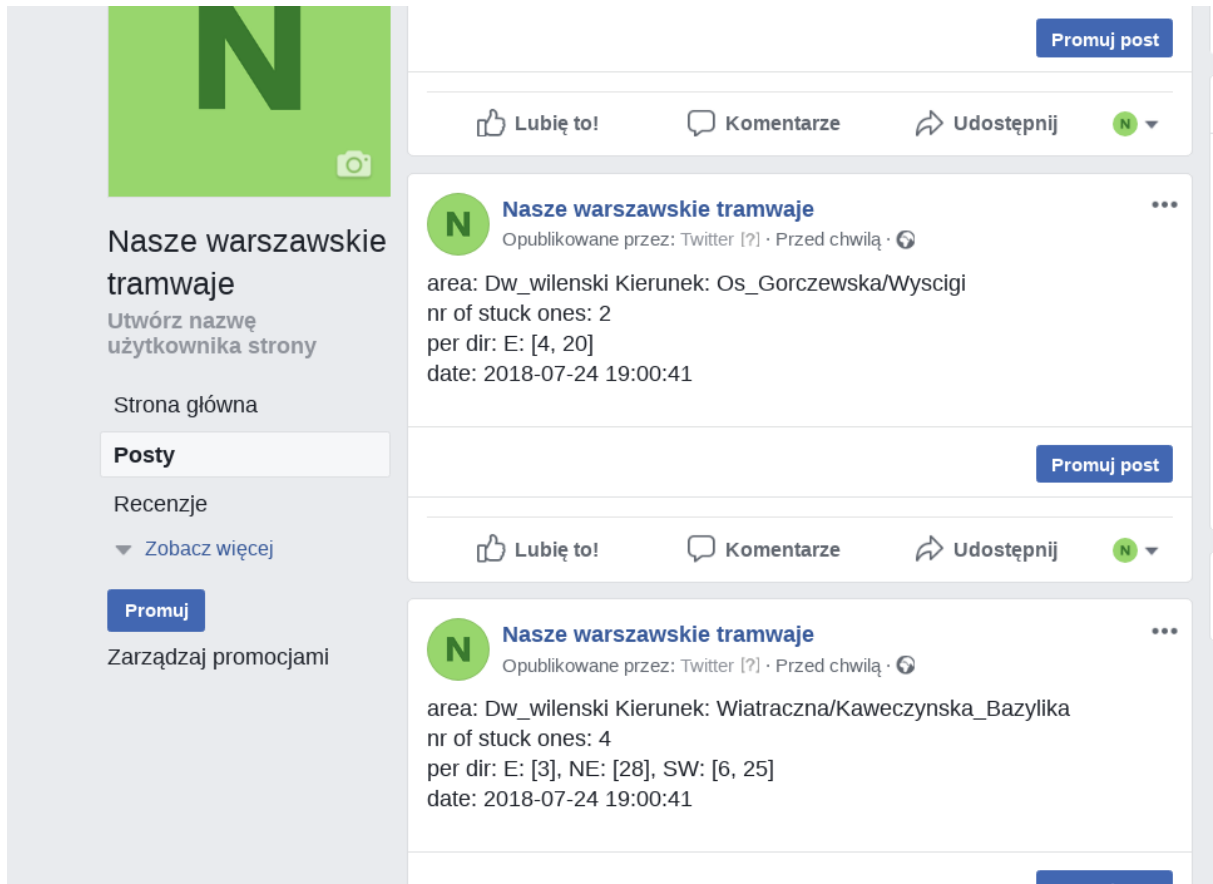 N
Nasze warszawskie
tramwaje
Utwórz nazwę
użytkownika strony
Strona główna
Posty
Recenzje
Zobacz więcej
Promuj
Zarządzaj promocjami
Promuj post
Lubię to!
Komentarze
Udostępnij
N
N
Nasze warszawskie tramwaje
Opublikowane przez: Twitter [?] · Przed chwilą ·
area: Dw_wilenski Kierunek: Os_Gorczewska/Wyscigi
nr of stuck ones: 2
per dir: E: [4, 20]
date: 2018-07-24 19:00:41
Promuj post
Lubię to!
Komentarze
Udostępnij
N
N
Nasze warszawskie tramwaje
Opublikowane przez: Twitter [?] · Przed chwilą ·
area: Dw_wilenski Kierunek: Wiatraczna/Kaweczynska_Bazylika
nr of stuck ones: 4
per dir: E: [3], NE: [28], SW: [6, 25]
date: 2018-07-24 19:00:41